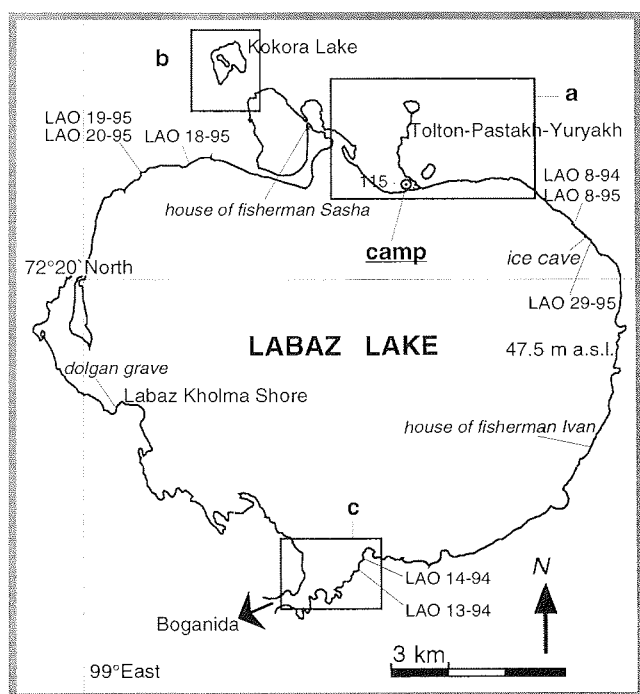 b
Kokora Lake
a
LAO 19-95
LAO 20-95
LAO 18-95
Tolton-Pastakh-Yuryakh
115
LAO 8-94
LAO 8-95
house of fisherman Sasha
camp
ice cave
72°20` North
LAO 29-95
LABAZ LAKE
47.5 m a.s.l.
dolgan grave
Labaz Kholma Shore
house of fisherman Ivan
c
LAO 14-94
N
LAO 13-94
Boganida
3 km
99°East